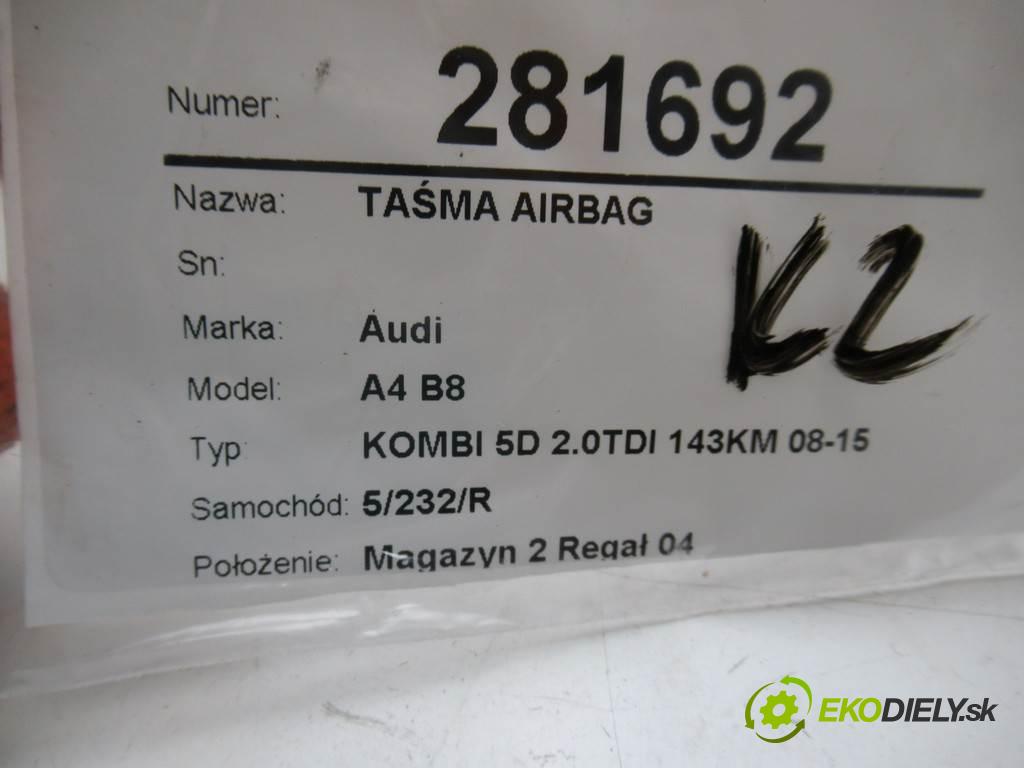 Numer: 281692
Nazwa: TAŚMA AIRBAG
Sn:
K2
Marka: Audi
Model: A4 B8
Typ KOMBI 5D 2.0TDI 143KM 08-15
Samochód: 5/232/R
Położenie: Magazyn 2 Regał 04
EKODIELY.sk